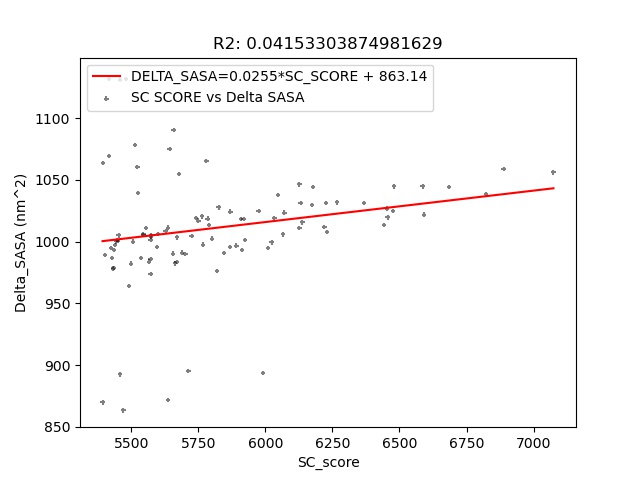 R2: 0.04153303874981629
DELTA_SASA=0.0255*SC_SCORE + 863.14
SC SCORE vs Delta SASA
Delta_SASA (nm^2)
1100
1050
1000
950
900
850
5500
5750
6000
6250
6500
6750
7000
SC_score